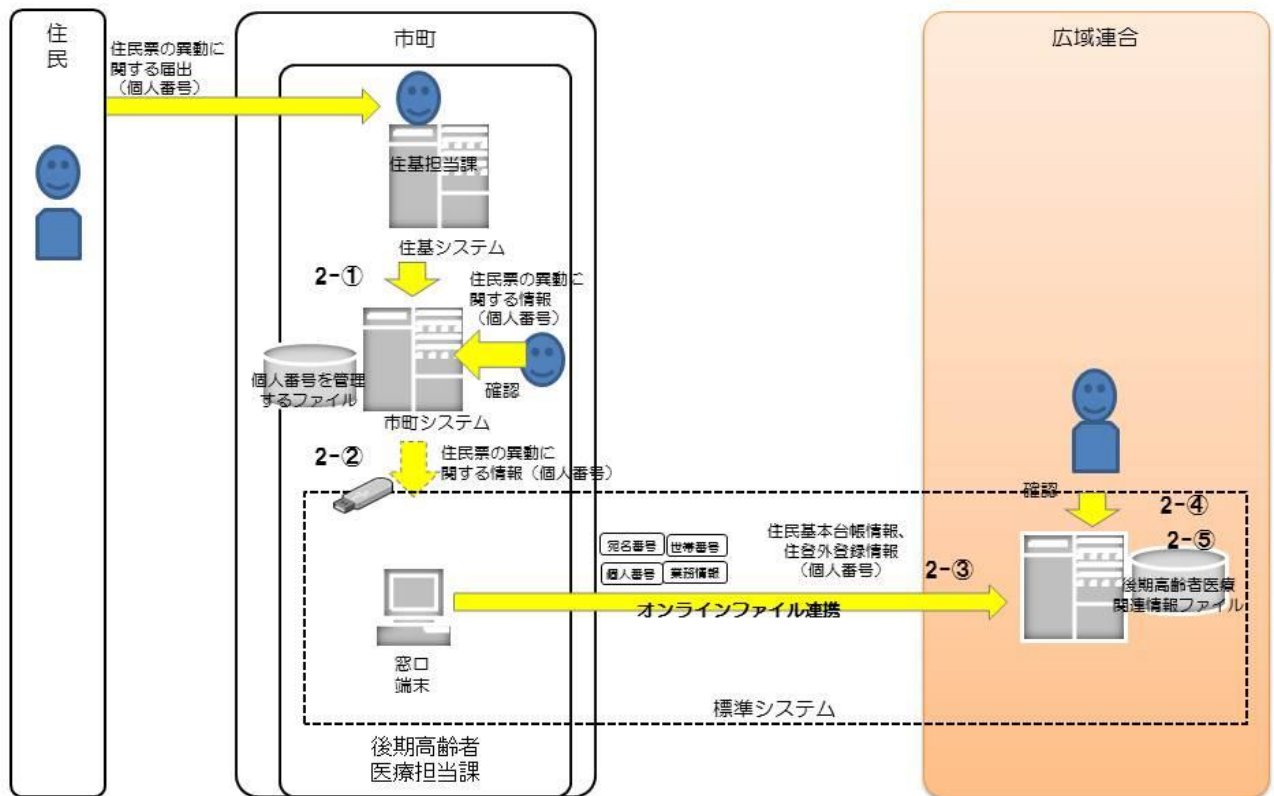 住
民
市町
広域連合
住民票の異動に
関する届出
(個人番号)
住基担当課
住基システム
2-①
住民票の異動に
関する情報
(個人番号)
個人番号を管理
するファイル
確認
市町システム
2-②
住民票の異動に
関する情報(個人番号)
確認
2-④
2-⑤
宛名番号
世帯番号
個人番号
業務情報
住民基本台帳情報、
住登外登録情報
(個人番号)
2-③
後期高齢者医療
関連情報ファイル
オンラインファイル連携
窓口
端末
標準システム
後期高齢者
医療担当課